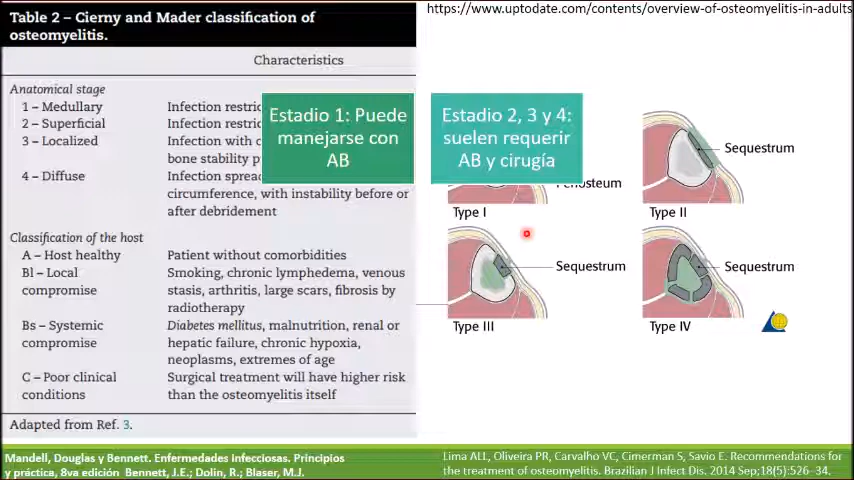 https://www.uptodate.com/contents/overview-of-osteomyelitis-in-adults
Table 2 – Cierny and Mader classification of
osteomyelitis.
Characteristics
Anatomical stage
1 – Medullary Infection
2 – Superficial Infection
3 – Localized Infection with
bone stability
4 – Diffuse Infection
circumference, with instability before or
after debridement
Classification of the host
A – Host healthy Patient without comorbidities
Bl – Local Smoking, chronic lymphedema, venous
compromise stasis, arthritis, large scars, fibrosis by
radiotherapy
Bs – Systemic Diabetes mellitus, malnutrition, renal or
compromise hepatic failure, chronic hypoxia,
neoplasms, extremes of age
C – Poor clinical Surgical treatment will have higher risk
conditions than the osteomyelitis itself
Adapted from Ref. 3.
Estadio 1: Puede
manejarse con
AB
Estadio 2, 3 y 4:
suelen requerir
AB y cirugía
Periosteum
Type I
Sequestrum
Type II
Sequestrum
Type III
Sequestrum
Type IV
Mandell, Douglas y Bennett. Enfermedades infecciosas. Principios
y práctica, 8va edición Bennett, J.E.; Dolin, R.; Blaser, M.J.
Lima ALL, Oliveira PR, Carvalho VC, Cimerman S, Savio E. Recommendations for
the treatment of osteomyelitis. Brazilian J Infect Dis. 2014 Sep;18(5):526–34.